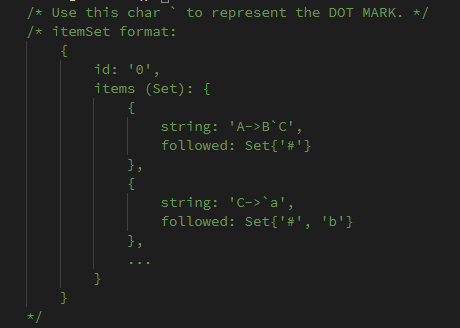 /* Use this char ` to represent the DOT MARK. */
/* itemSet format:
{
id: '0',
items (Set): {
{
string: 'A->B`C',
followed: Set{'#'}
},
{
string: 'C->`a',
followed: Set{'#', 'b'}
},
...
}
}
*/